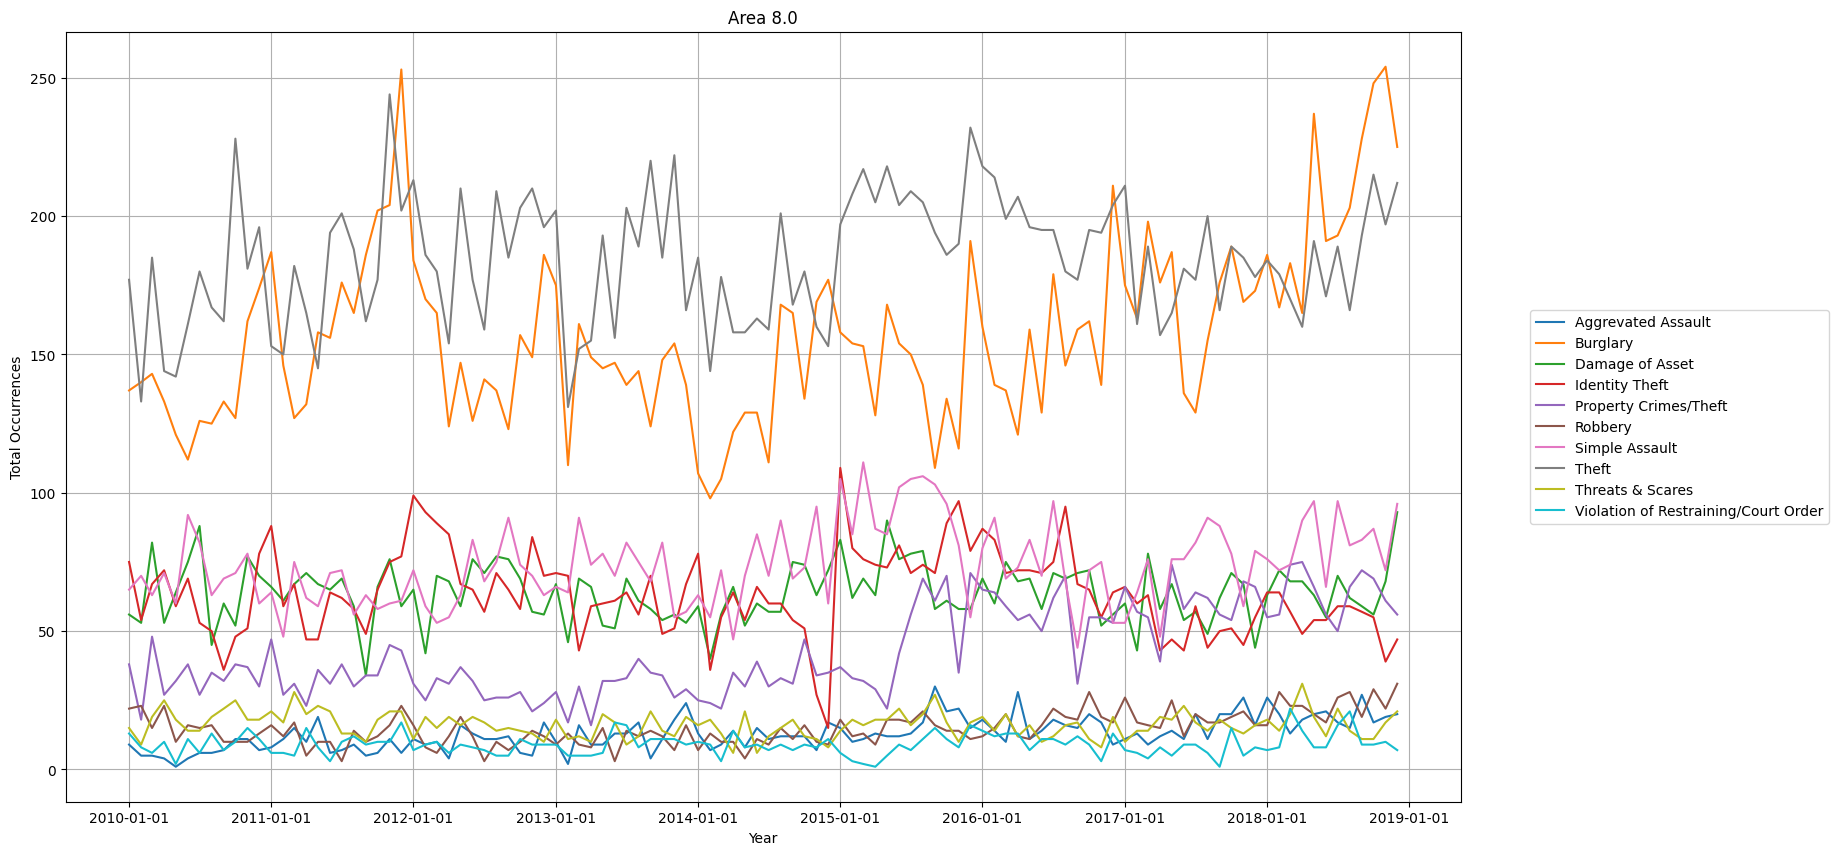 Area 8.0
Total Occurrences
250
200
150
100
50
0
2010-01-01 2011-01-01 2012-01-01 2013-01-01 2014-01-01 2015-01-01 2016-01-01 2017-01-01 2018-01-01 2019-01-01
Year
Aggrevated Assault
Burglary
Damage of Asset
Identity Theft
Property Crimes/Theft
Robbery
Simple Assault
Theft
Threats & Scares
Violation of Restraining/Court Order